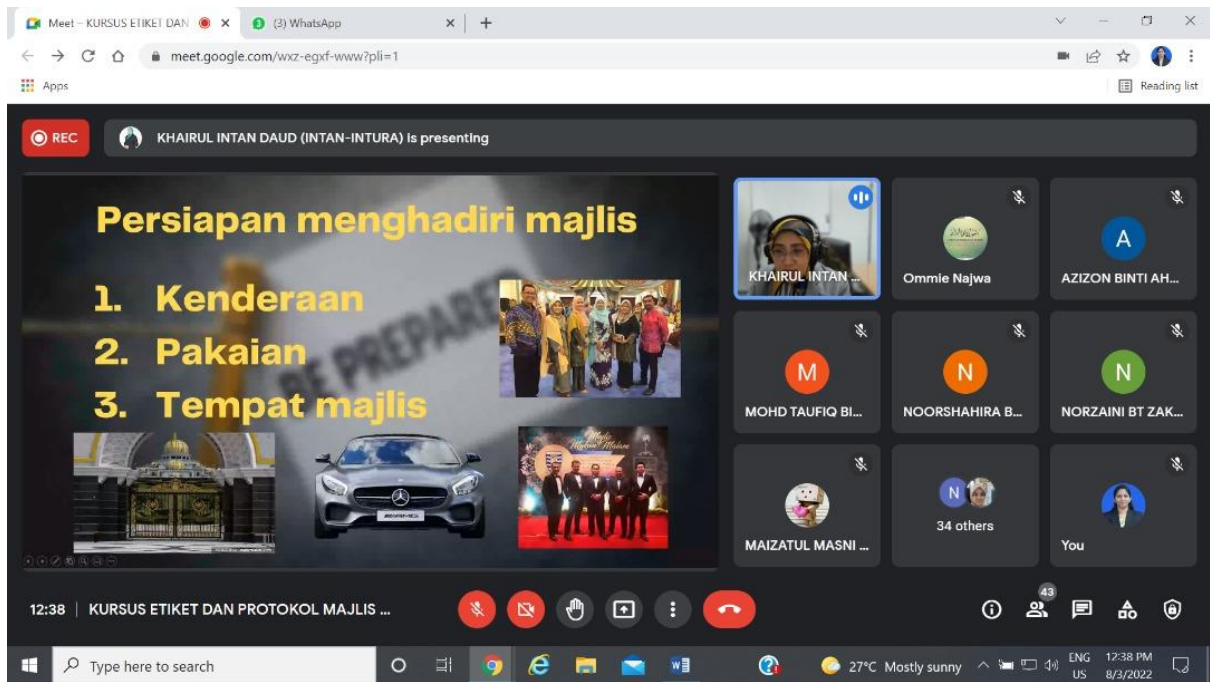 Meet – KURSUS ETIKET DAN
(3) WhatsApp
meet.google.com/wxz-egxf-www?pli=1
Apps
Reading list
REC
KHAIRUL INTAN DAUD (INTAN-INTURA) is presenting
Persiapan menghadiri majlis
1. Kenderaan
2. Pakaian
3. Tempat majlis
BE PREPARED
Majlis
Makan Malam
KHAIRUL INTAN ...
Ommie Najwa
A
AZIZON BINTI AH...
M
MOHD TAUFIQ BI...
N
NOORSHAHIRA B...
N
NORZAINI BT ZAK...
MAIZATUL MASNI ...
N
34 others
You
12:38 | KURSUS ETIKET DAN PROTOKOL MAJLIS ...
43
Type here to search
27°C Mostly sunny
ENG
US
12:38 PM
8/3/2022